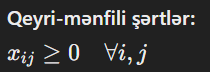 Qeyri-mənfili şərtlər:
x_{ij} ≥ 0 ∀i, j